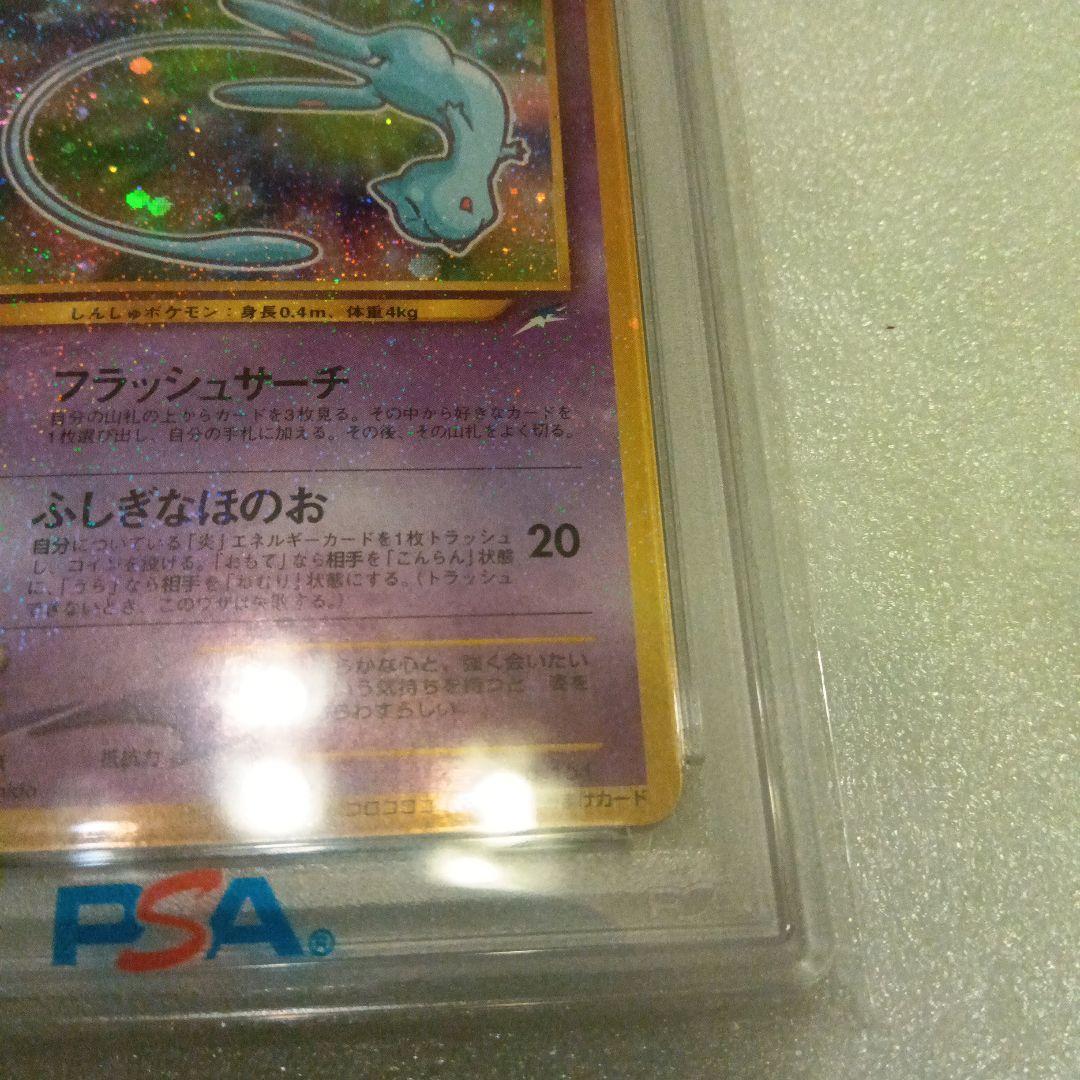 しんしゅポケモン：身長0.4m、体重4kg
フラッシュサーチ
自分の山札の上からカードを3枚見る。その中から好きなカードを
1枚選び出し、自分の手札に加える。その後、その山札をよく切る。
ふしぎなほのお
20
自分についている「炎」エネルギーカードを1枚トラッシュ
し、コインを投げる。「おもて」なら相手を「こんらん」状態
に、「うら」なら相手を「ねむり」状態にする。（トラッシュ
できないとき、このワザは失敗する。）
かな心と、強く会いたい
いう気持ちを持つと 姿を
らわすらしい
抵抗力
コロコロコ
けカード
PSA®